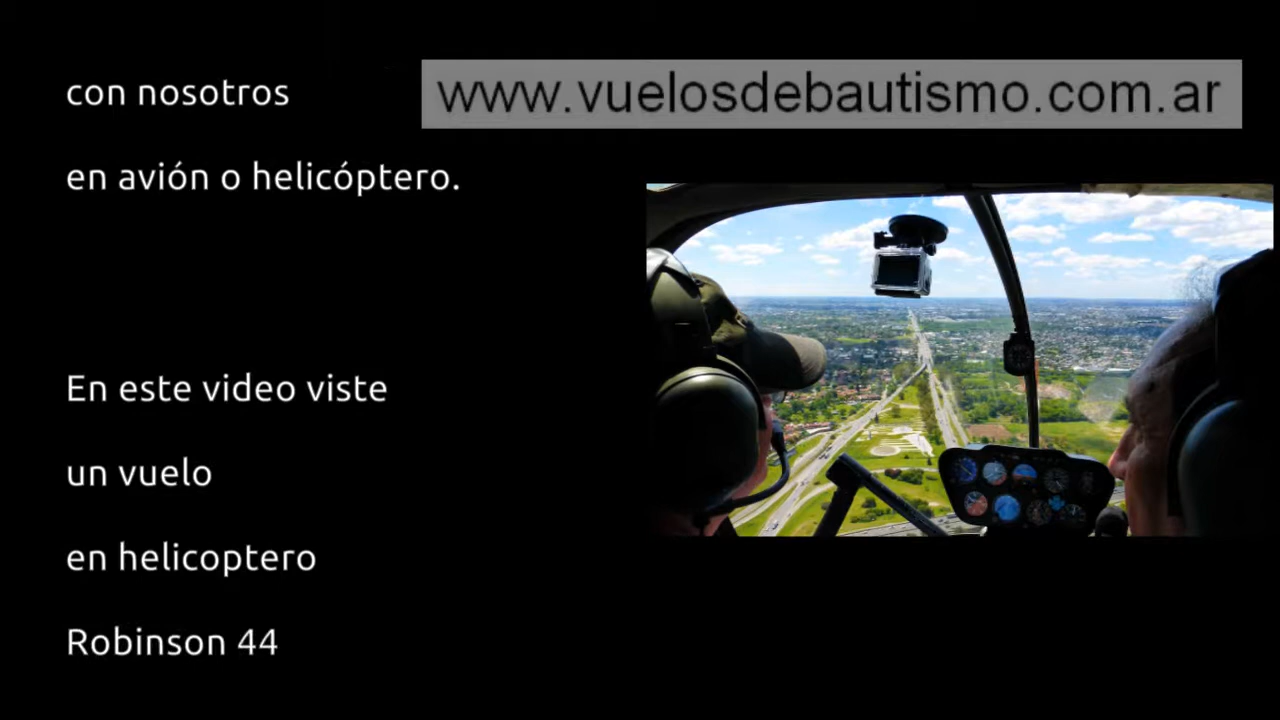 con nosotros
www.vuelosdebautismo.com.ar
en avión o helicóptero.
En este video viste
un vuelo
en helicoptero
Robinson 44